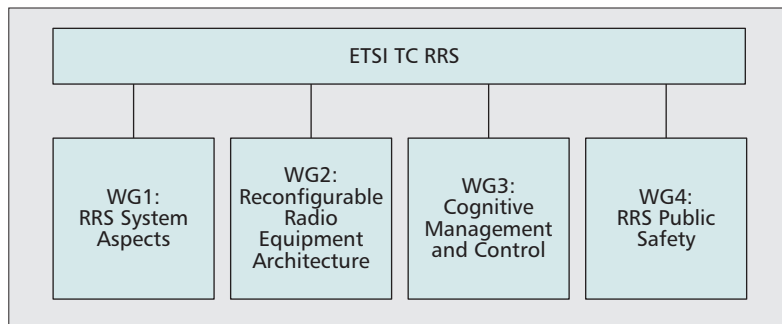 ETSI TC RRS
WG1:
RRS System
Aspects
WG2:
Reconfigurable
Radio
Equipment
Architecture
WG3:
Cognitive
Management
and Control
WG4:
RRS Public
Safety